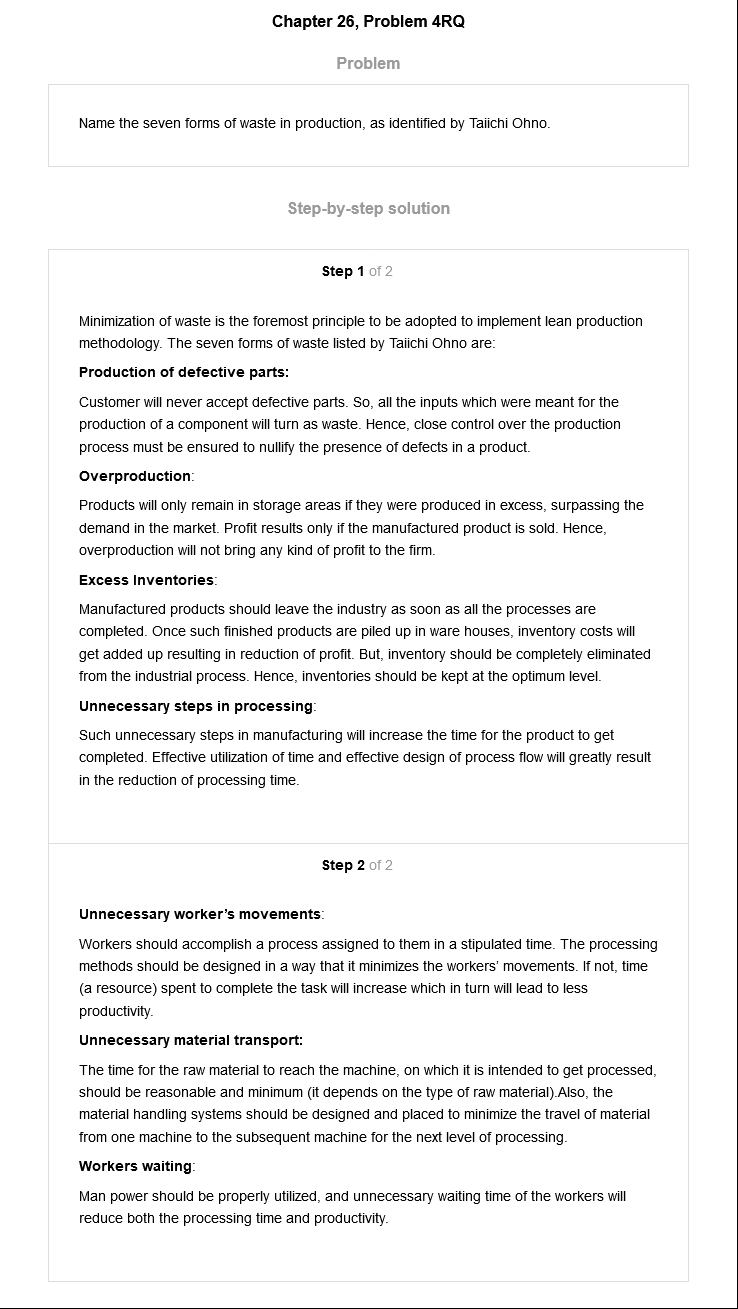 Chapter 26, Problem 4RQ
Problem
Name the seven forms of waste in production, as identified by Taiichi Ohno.
Step-by-step solution
Step 1 of 2
Minimization of waste is the foremost principle to be adopted to implement lean production
methodology. The seven forms of waste listed by Taiichi Ohno are:
Production of defective parts:
Customer will never accept defective parts. So, all the inputs which were meant for the
production of a component will turn as waste. Hence, close control over the production
process must be ensured to nullify the presence of defects in a product.
Overproduction:
Products will only remain in storage areas if they were produced in excess, surpassing the
demand in the market. Profit results only if the manufactured product is sold. Hence,
overproduction will not bring any kind of profit to the firm.
Excess Inventories:
Manufactured products should leave the industry as soon as all the processes are
completed. Once such finished products are piled up in ware houses, inventory costs will
get added up resulting in reduction of profit. But, inventory should be completely eliminated
from the industrial process. Hence, inventories should be kept at the optimum level.
Unnecessary steps in processing:
Such unnecessary steps in manufacturing will increase the time for the product to get
completed. Effective utilization of time and effective design of process flow will greatly result
in the reduction of processing time.
Step 2 of 2
Unnecessary worker’s movements:
Workers should accomplish a process assigned to them in a stipulated time. The processing
methods should be designed in a way that it minimizes the workers’ movements. If not, time
(a resource) spent to complete the task will increase which in turn will lead to less
productivity.
Unnecessary material transport:
The time for the raw material to reach the machine, on which it is intended to get processed,
should be reasonable and minimum (it depends on the type of raw material).Also, the
material handling systems should be designed and placed to minimize the travel of material
from one machine to the subsequent machine for the next level of processing.
Workers waiting:
Man power should be properly utilized, and unnecessary waiting time of the workers will
reduce both the processing time and productivity.